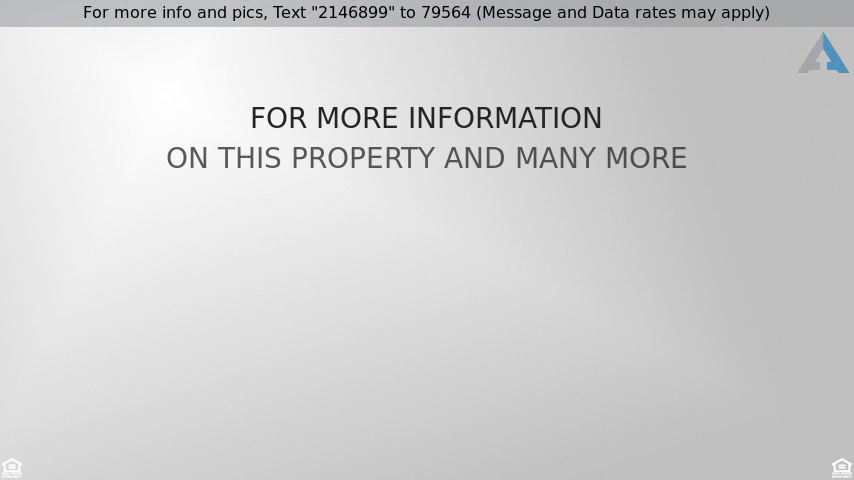 For more info and pics, Text "2146899" to 79564 (Message and Data rates may apply)
FOR MORE INFORMATION
ON THIS PROPERTY AND MANY MORE